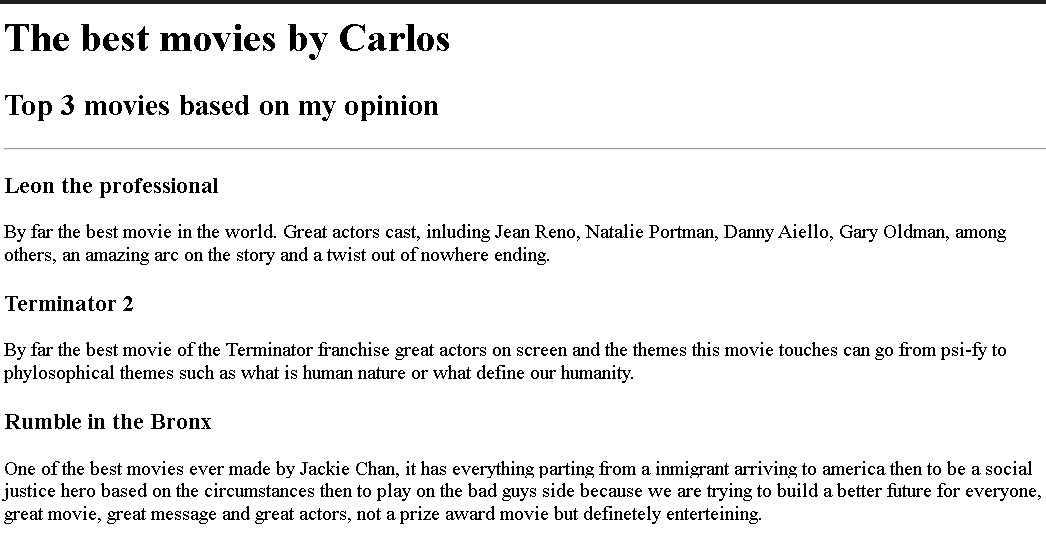 The best movies by Carlos
Top 3 movies based on my opinion
Leon the professional
By far the best movie in the world. Great actors cast, inluding Jean Reno, Natalie Portman, Danny Aiello, Gary Oldman, among
others, an amazing arc on the story and a twist out of nowhere ending.
Terminator 2
By far the best movie of the Terminator franchise great actors on screen and the themes this movie touches can go from psi-fy to
phylosophical themes such as what is human nature or what define our humanity.
Rumble in the Bronx
One of the best movies ever made by Jackie Chan, it has everything parting from a inmigrant arriving to america then to be a social
justice hero based on the circumstances then to play on the bad guys side because we are trying to build a better future for everyone,
great movie, great message and great actors, not a prize award movie but definetely enterteining.